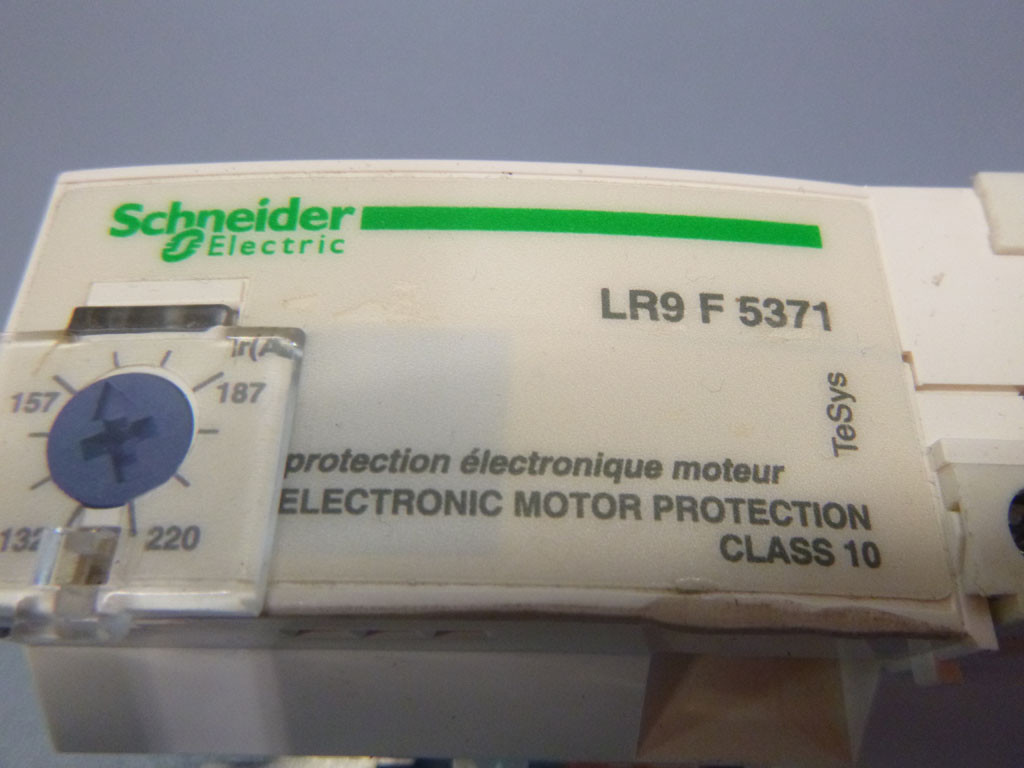 Schneider
Electric
LR9 F 5371
Ir(A)
157
187
TeSys
132
220
protection électronique moteur
ELECTRONIC MOTOR PROTECTION
CLASS 10